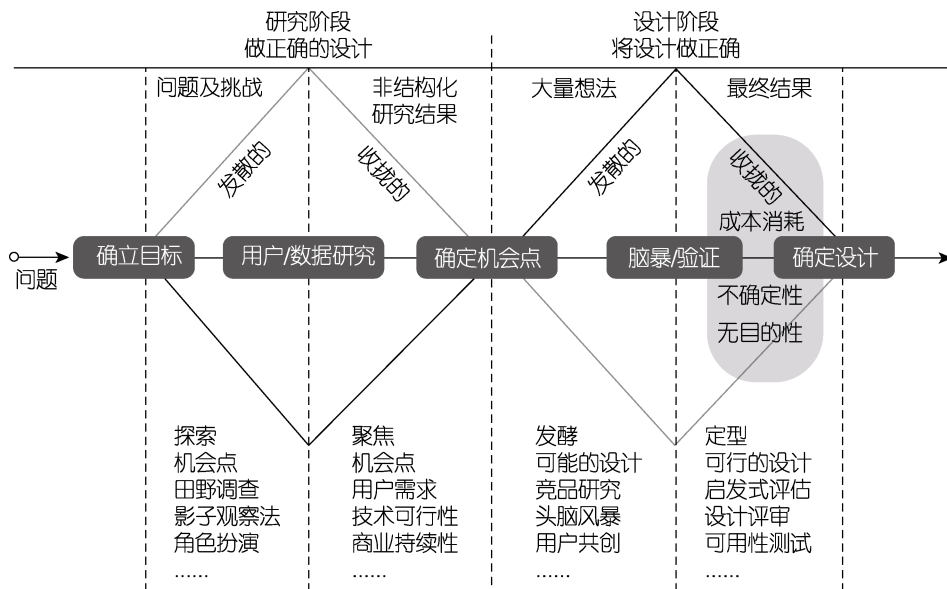 研究阶段
做正确的设计
设计阶段
将设计做正确
问题及挑战
非结构化
研究结果
大量想法
最终结果
发散的
收拢的
发散的
收拢的
成本消耗
确立目标
用户/数据研究
确定机会点
脑暴/验证
确定设计
问题
不确定性
无目的性
探索
机会点
田野调查
影子观察法
角色扮演
……
聚焦
机会点
用户需求
技术可行性
商业持续性
……
发酵
可能的设计
竞品研究
头脑风暴
用户共创
……
定型
可行的设计
启发式评估
设计评审
可用性测试
……